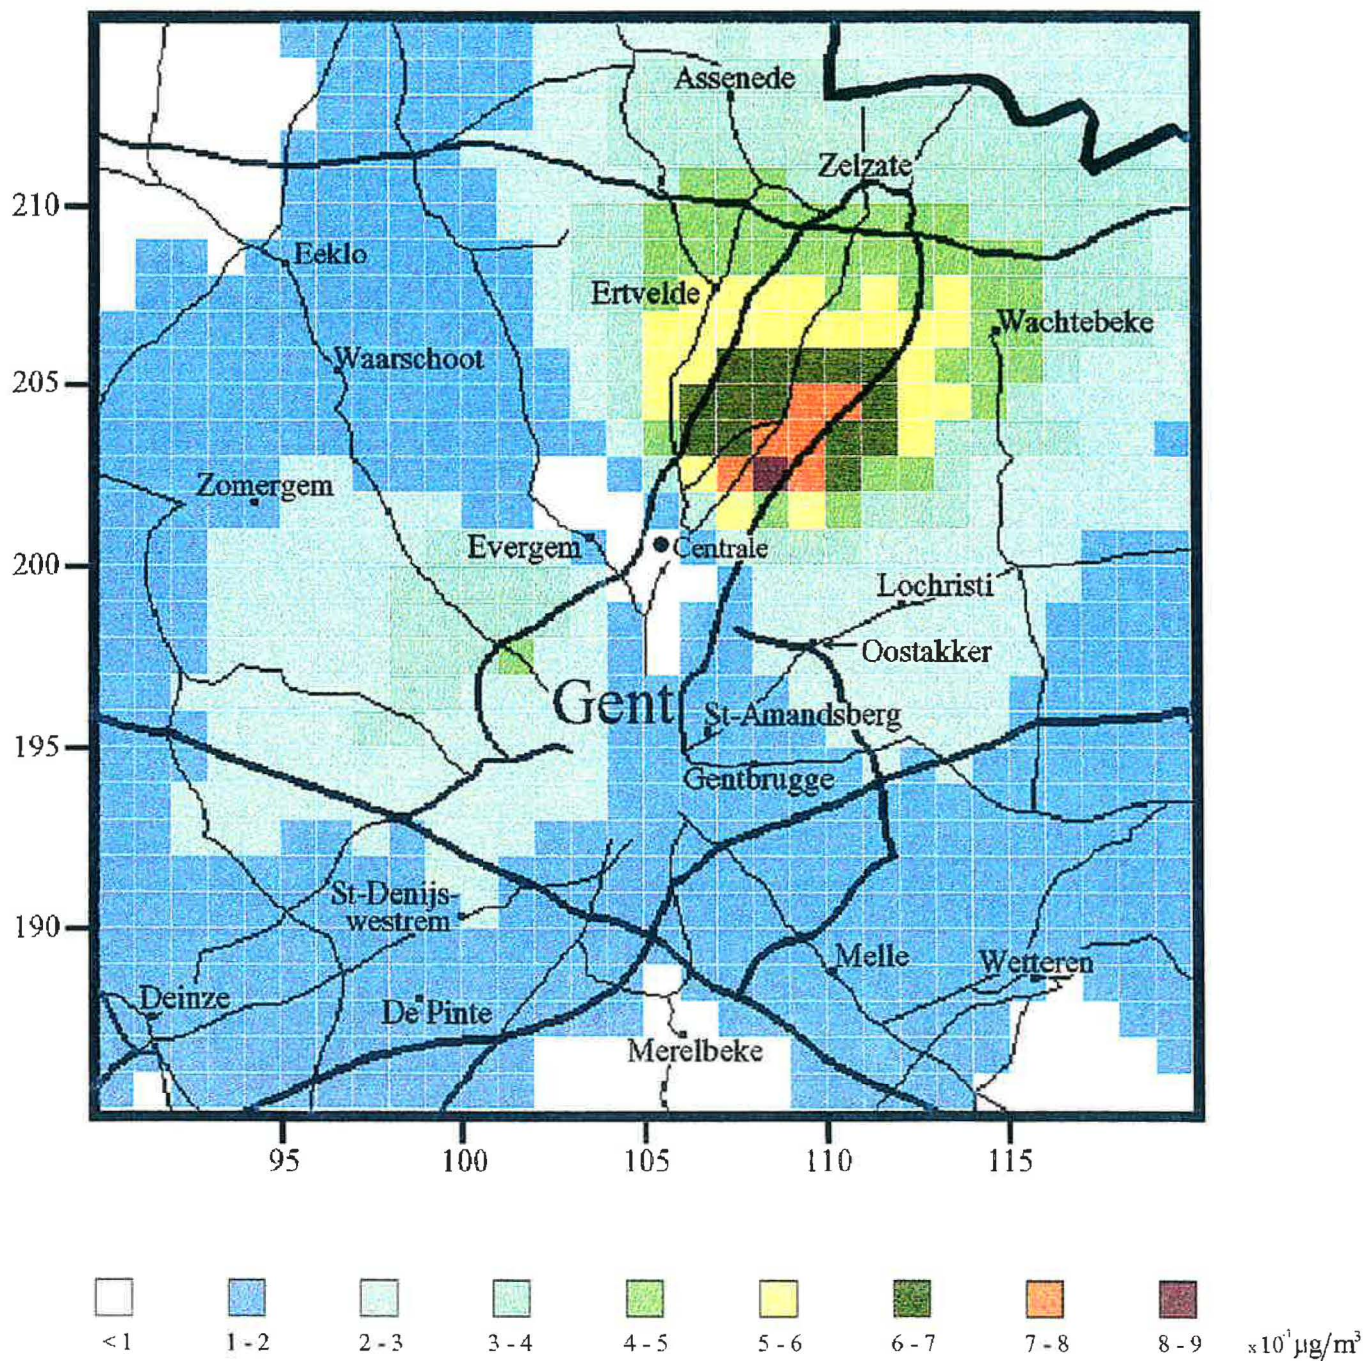 Assenede
Zelzate
210
Eeklo
Ertvelde
Wachtebeke
Waarschoot
205
Zomergem
Evergem
Centrale
200
Lochristi
Oostakker
Gent
St-Amandsberg
195
Gentbrugge
St-Denijs-
westrem
190
Melle
Wetteren
Deinze
De Pinte
Merelbeke
95 100 105 110 115
< 1 1 - 2 2 - 3 3 - 4 4 - 5 5 - 6 6 - 7 7 - 8 8 - 9 x 10⁻¹ µg/m³